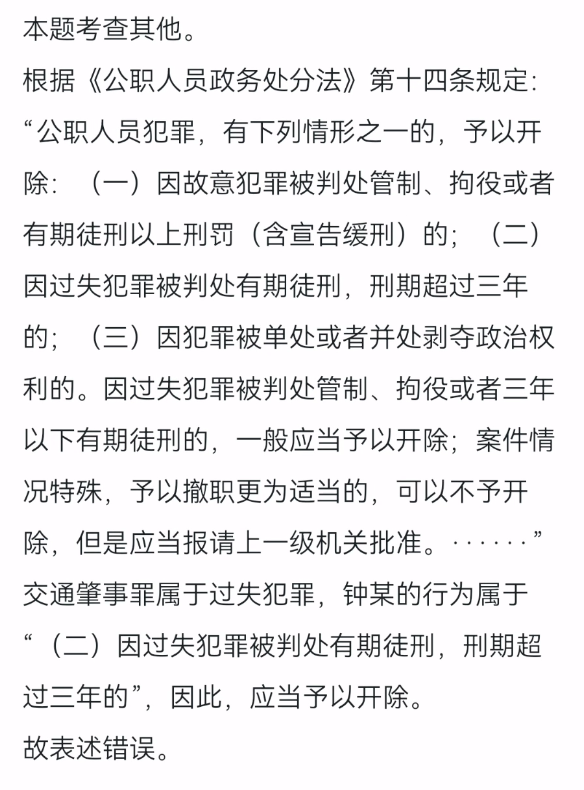 本题考查其他。
根据《公职人员政务处分法》第十四条规定：
“公职人员犯罪，有下列情形之一的，予以开
除：（一）因故意犯罪被判处管制、拘役或者
有期徒刑以上刑罚（含宣告缓刑）的；（二）
因过失犯罪被判处有期徒刑，刑期超过三年
的；（三）因犯罪被单处或者并处剥夺政治权
利的。因过失犯罪被判处管制、拘役或者三年
以下有期徒刑的，一般应当予以开除；案件情
况特殊，予以撤职更为适当的，可以不予开
除，但是应当报请上一级机关批准。······”
交通肇事罪属于过失犯罪，钟某的行为属于
“（二）因过失犯罪被判处有期徒刑，刑期超
过三年的”，因此，应当予以开除。
故表述错误。